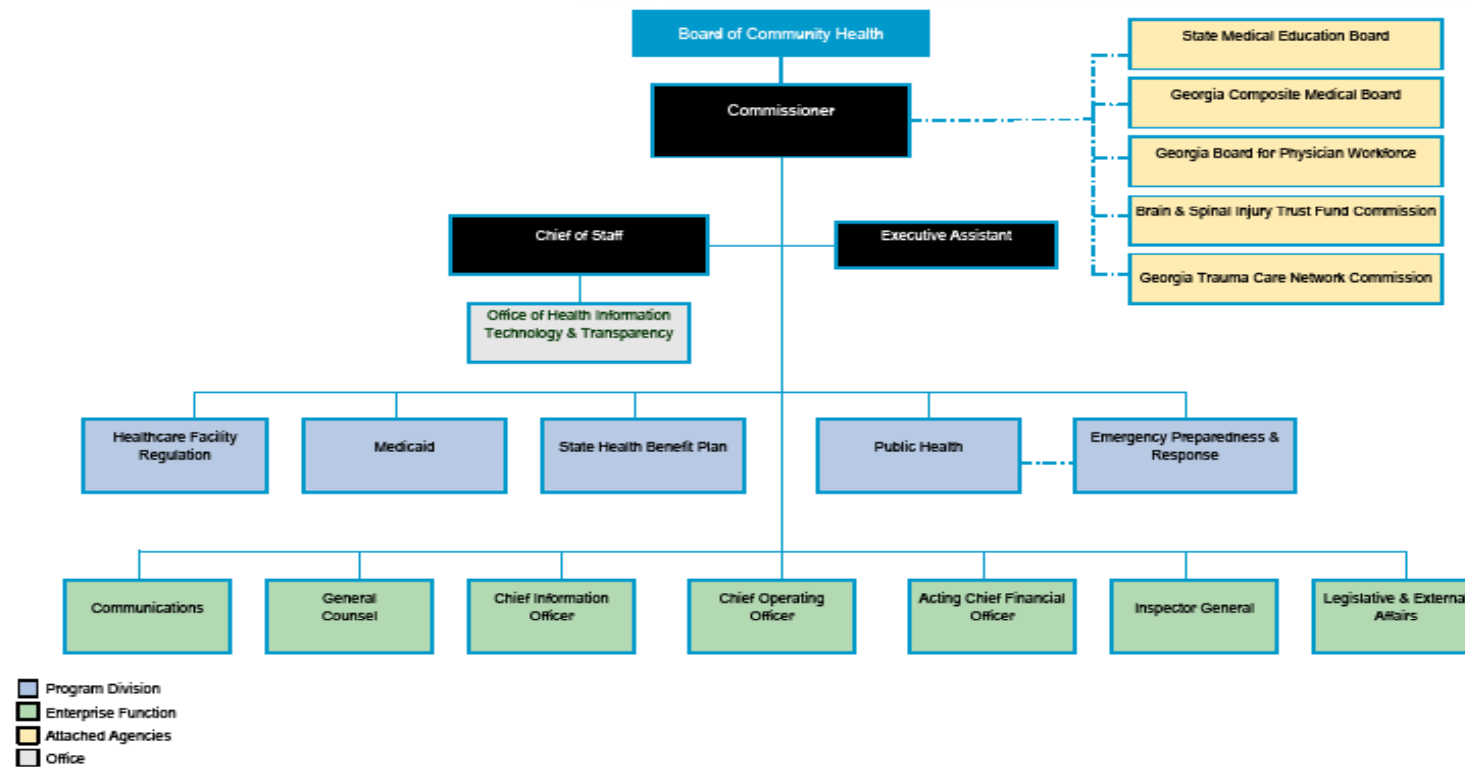 Board of Community Health
Commissioner
State Medical Education Board
Georgia Composite Medical Board
Georgia Board for Physician Workforce
Brain & Spinal Injury Trust Fund Commission
Georgia Trauma Care Network Commission
Chief of Staff
Executive Assistant
Office of Health Information
Technology & Transparency
Healthcare Facility
Regulation
Medicaid
State Health Benefit Plan
Public Health
Emergency Preparedness &
Response
Communications
General
Counsel
Chief Information
Officer
Chief Operating
Officer
Acting Chief Financial
Officer
Inspector General
Legislative & Externa
Affairs
Program Division
Enterprise Function
Attached Agencies
Office